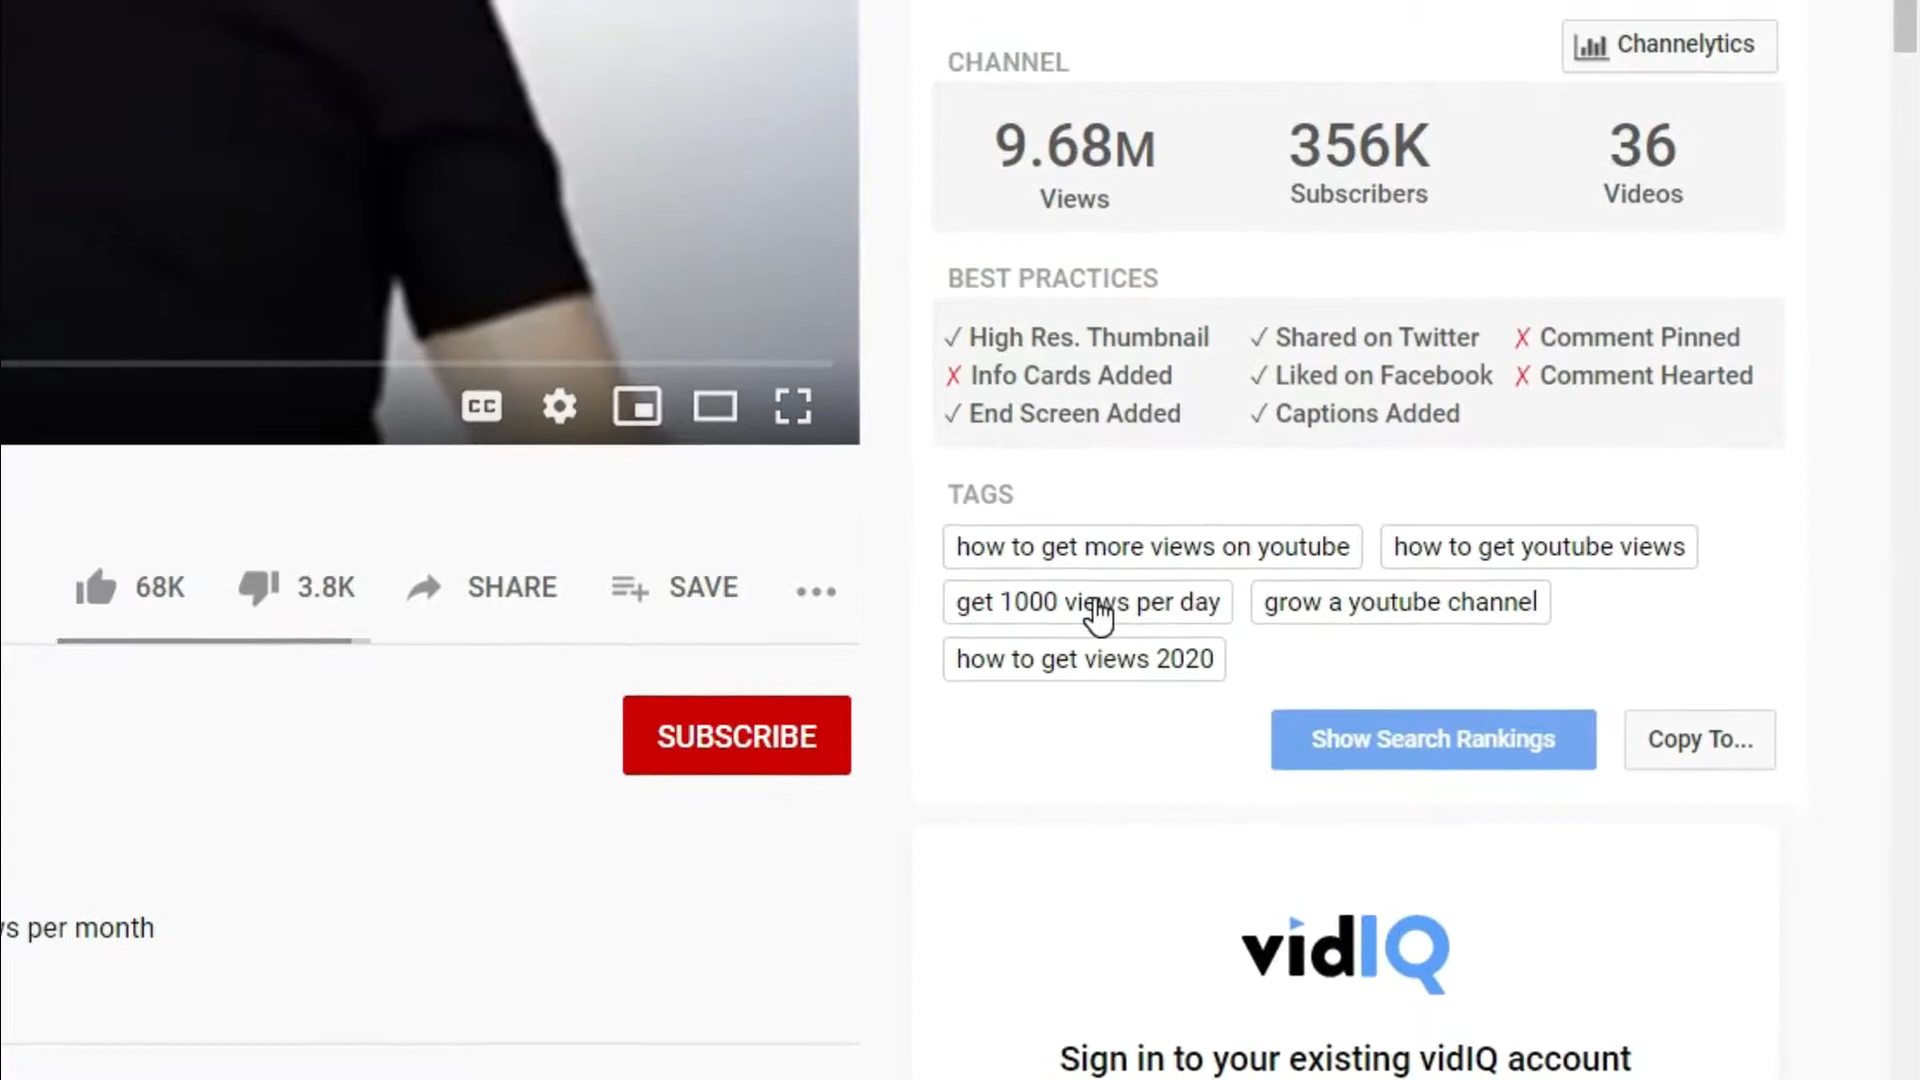 Channelytics
CHANNEL
9.68M 356K 36
Views Subscribers Videos
BEST PRACTICES
✓ High Res. Thumbnail ✓ Shared on Twitter ✗ Comment Pinned
✗ Info Cards Added ✓ Liked on Facebook ✗ Comment Hearted
✓ End Screen Added ✓ Captions Added
CC
TAGS
how to get more views on youtube how to get youtube views
get 1000 views per day grow a youtube channel
how to get views 2020
68K 3.8K SHARE SAVE
SUBSCRIBE
Show Search Rankings Copy To...
per month
vidIQ
Sign in to your existing vidIQ account